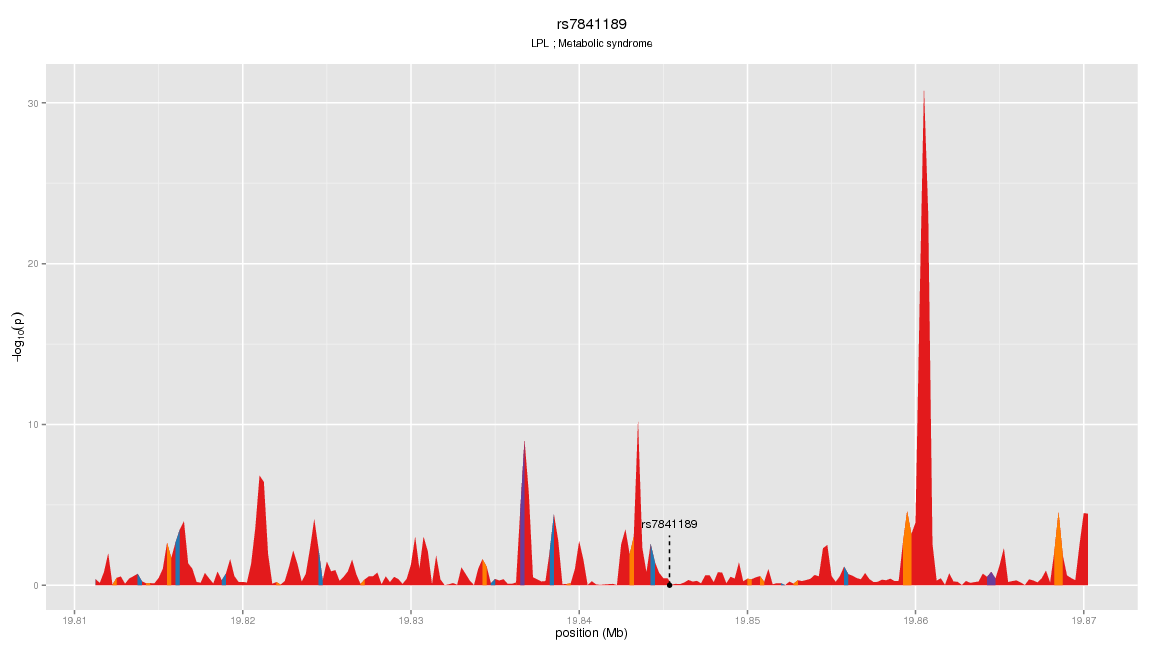 rs7841189
LPL ; Metabolic syndrome
30
20
10
0
−log10(p)
rs7841189
19.81
19.82
19.83
19.84
19.85
19.86
19.87
position (Mb)